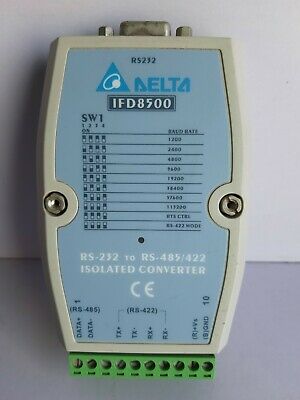 RS232
DELTA
IFD8500
SW1
1 2 3 4
ON BAUD RATE
1200
2400
4800
9600
19200
38400
57600
115200
RTS CTRL
RS-422 MODE
RS-232 TO RS-485/422
ISOLATED CONVERTER
CE
1 10
(RS-485) (RS-422)
DATA+
DATA-
TX+
TX-
RX+
RX-
(R)+Vs
(B)GND